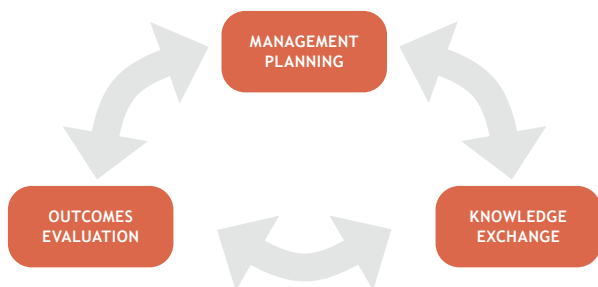 MANAGEMENT
PLANNING
OUTCOMES
EVALUATION
KNOWLEDGE
EXCHANGE